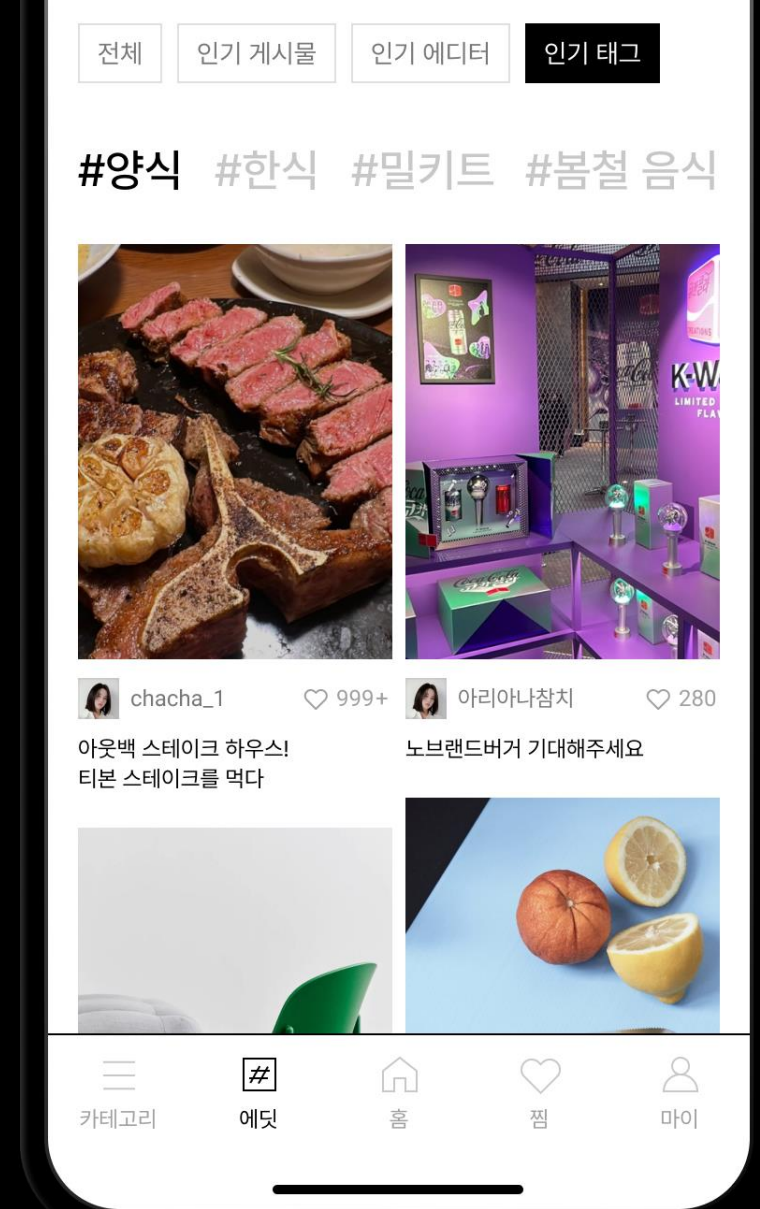 전체 인기 게시물 인기 에디터 인기 태그
#양식 #한식 #밀키트 #봄철 음식
K-W
LIMITED
FLA
Coca-Cola
chacha_1 999+
아리아나참치 280
아웃백 스테이크 하우스!
티본 스테이크를 먹다
노브랜드버거 기대해주세요
카테고리 에딧 홈 찜 마이